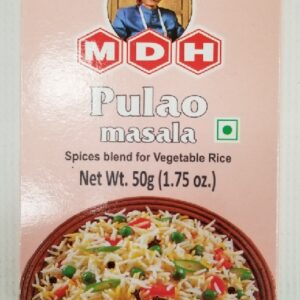 MDH
Pulao
masala
Spices blend for Vegetable Rice
Net Wt. 50g (1.75 oz.)